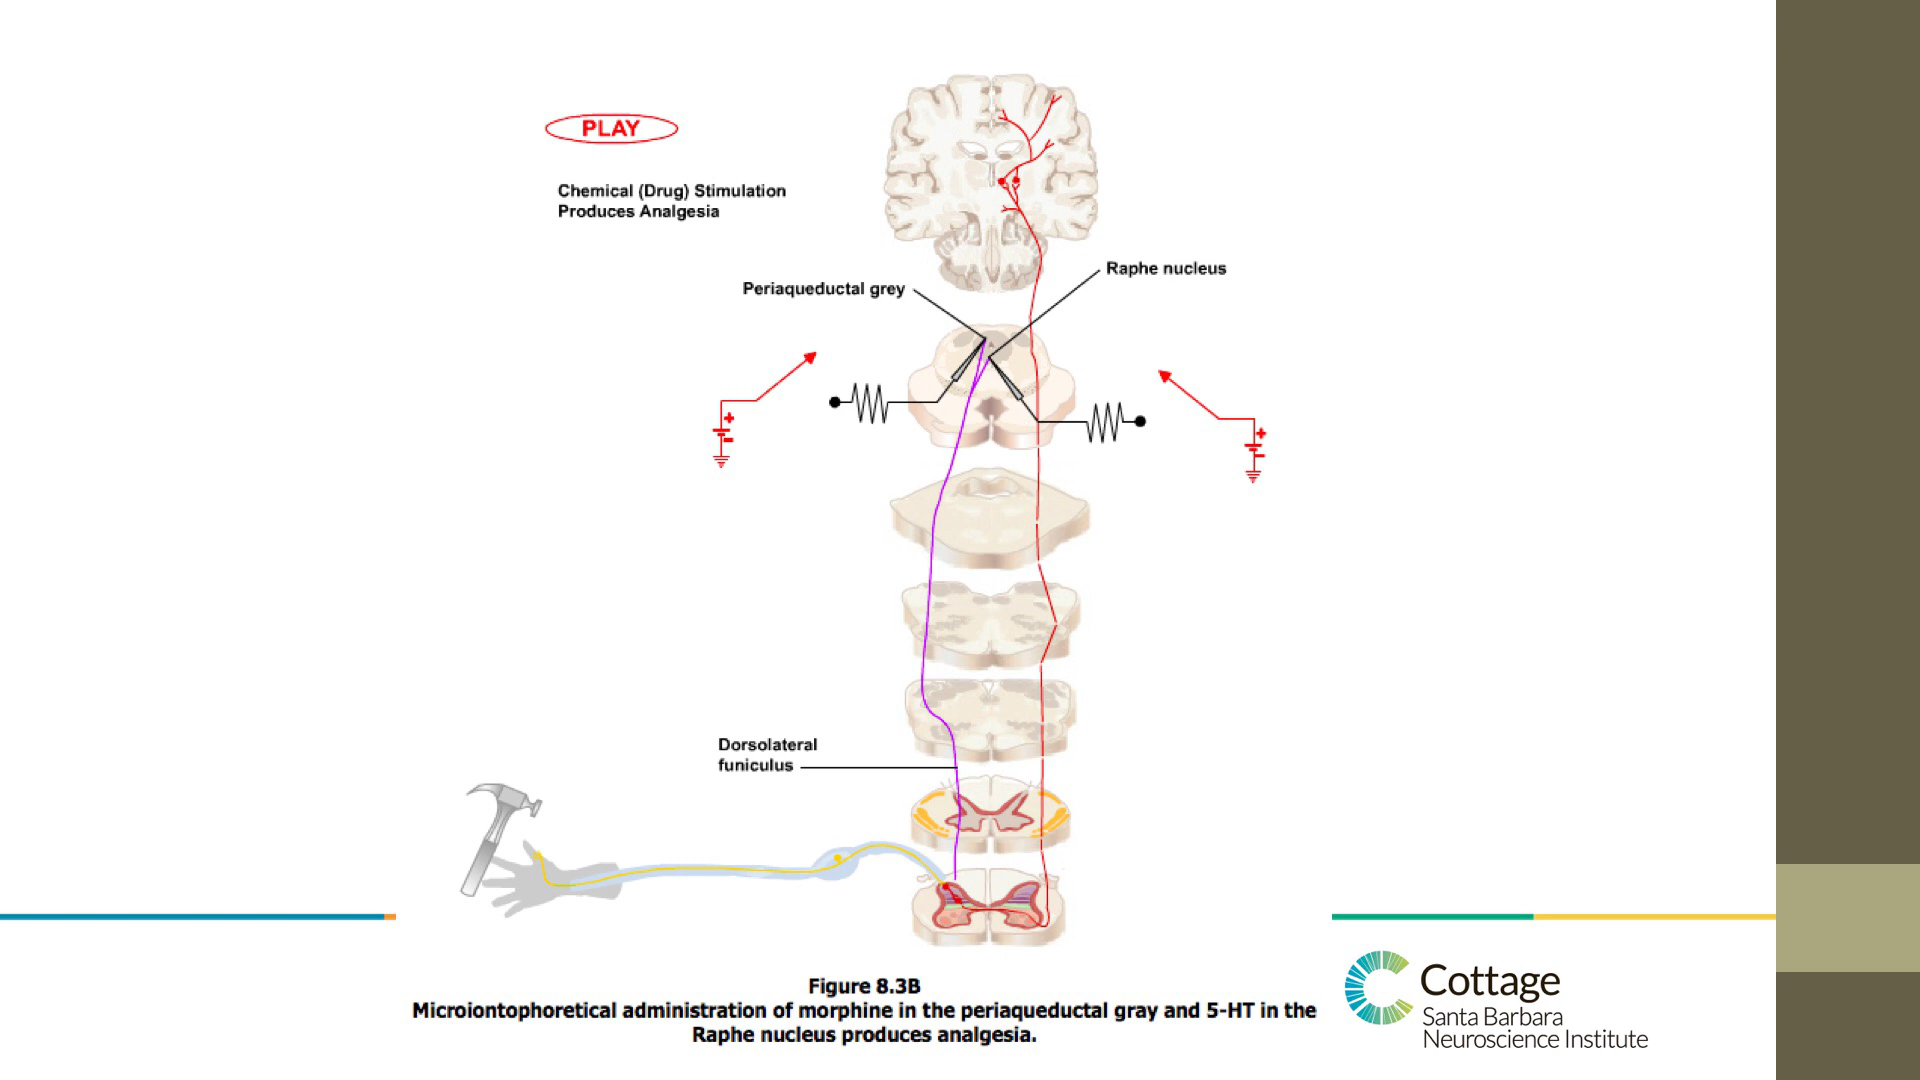 PLAY
Chemical (Drug) Stimulation
Produces Analgesia
Raphe nucleus
Periaqueductal grey
+
-
+
-
Dorsolateral
funiculus
Figure 8.3B
Microiontophoretical administration of morphine in the periaqueductal gray and 5-HT in the
Raphe nucleus produces analgesia.
Cottage
Santa Barbara
Neuroscience Institute